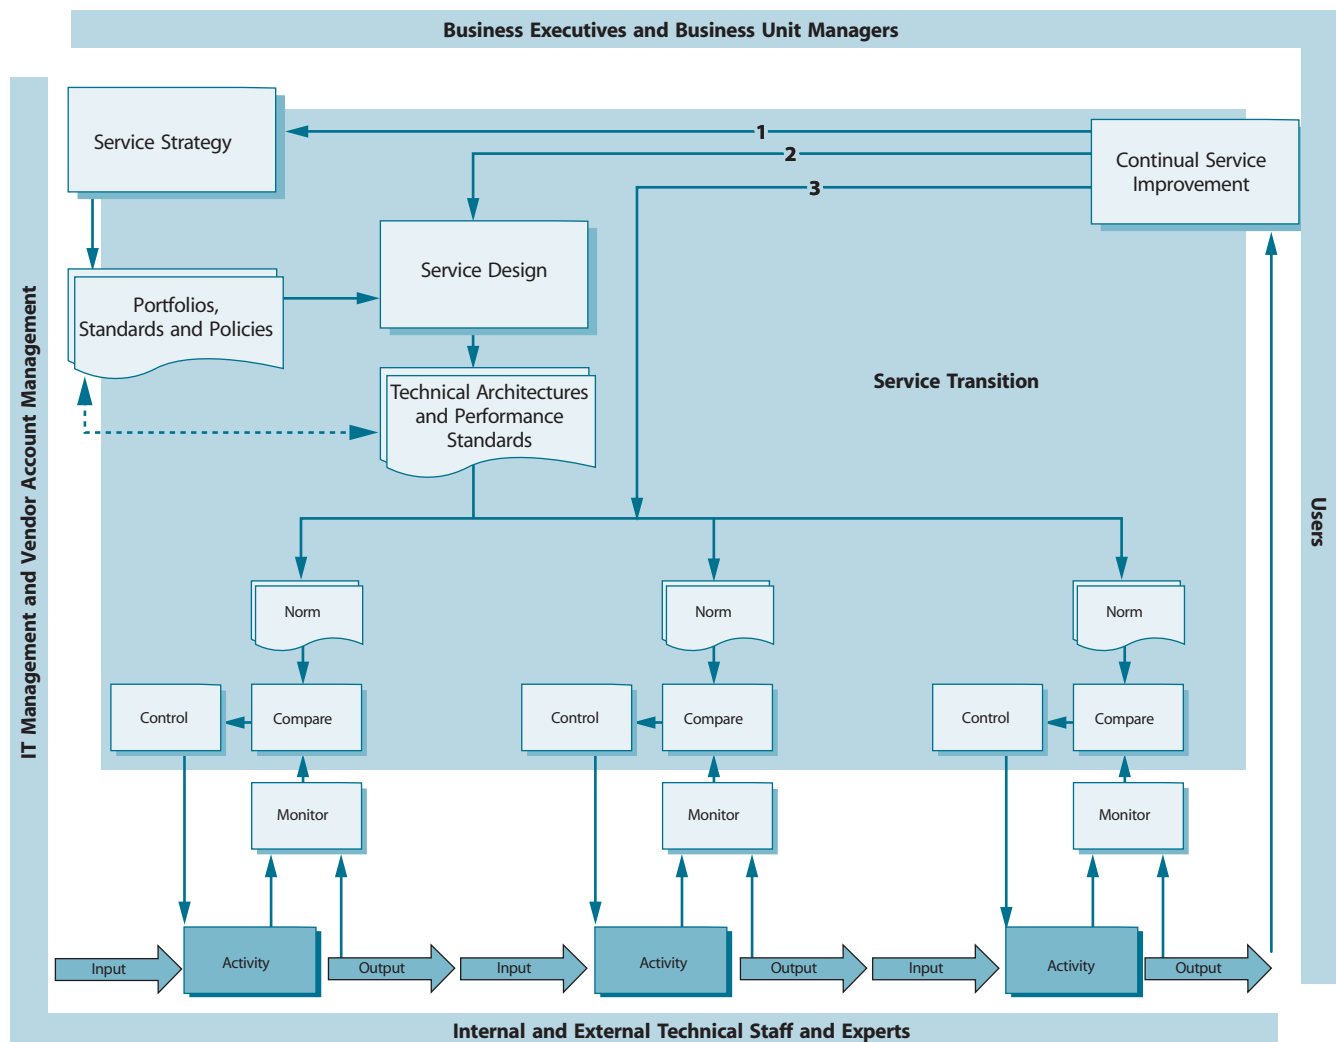 Business Executives and Business Unit Managers
Service Strategy
1
2
3
Continual Service
Improvement
Service Design
Portfolios,
Standards and Policies
Technical Architectures
and Performance
Standards
Service Transition
IT Management and Vendor Account Management
Users
Norm
Norm
Norm
Control
Compare
Control
Compare
Control
Compare
Monitor
Monitor
Monitor
Input
Activity
Output
Input
Activity
Output
Input
Activity
Output
Internal and External Technical Staff and Experts